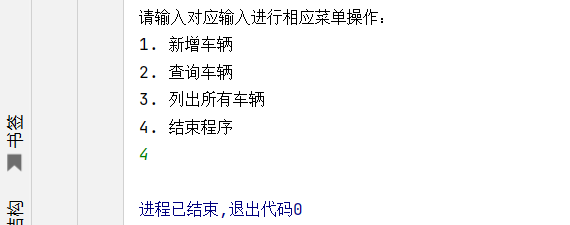 请输入对应输入进行相应菜单操作：
1. 新增车辆
2. 查询车辆
3. 列出所有车辆
4. 结束程序
4
进程已结束,退出代码0
书签